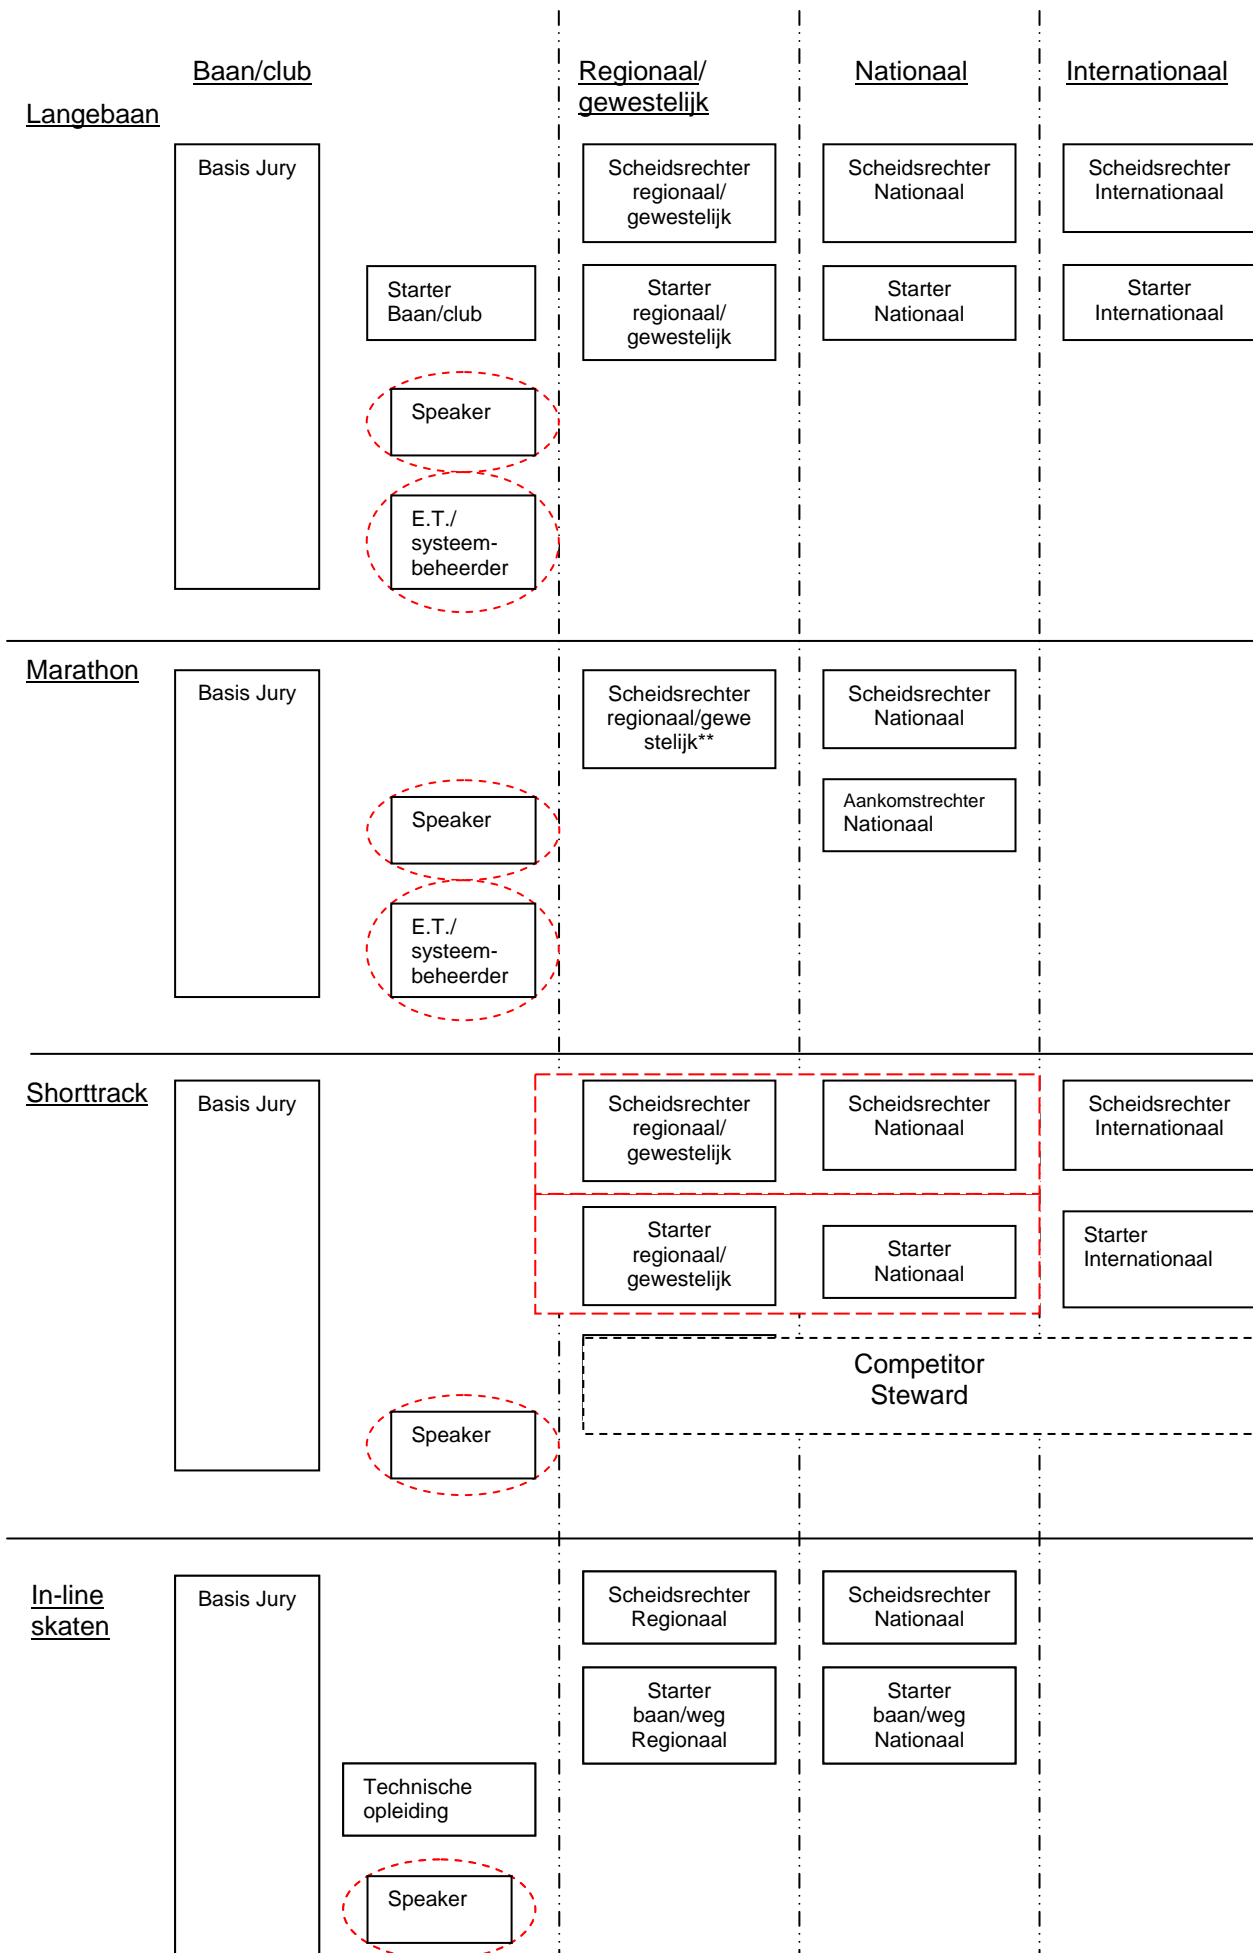 Baan/club
Regionaal/
gewestelijk
Nationaal
Internationaal
Langebaan
Basis Jury
Scheidsrechter
regionaal/
gewestelijk
Scheidsrechter
Nationaal
Scheidsrechter
Internationaal
Starter
Baan/club
Starter
regionaal/
gewestelijk
Starter
Nationaal
Starter
Internationaal
Speaker
E.T./
systeem-
beheerder
Marathon
Basis Jury
Scheidsrechter
regionaal/gewe
stelijk**
Scheidsrechter
Nationaal
Speaker
Aankomstrechter
Nationaal
E.T./
systeem-
beheerder
Shorttrack
Basis Jury
Scheidsrechter
regionaal/
gewestelijk
Scheidsrechter
Nationaal
Scheidsrechter
Internationaal
Starter
regionaal/
gewestelijk
Starter
Nationaal
Starter
Internationaal
Competitor
Steward
Speaker
In-line
skaten
Basis Jury
Scheidsrechter
Regionaal
Scheidsrechter
Nationaal
Starter
baan/weg
Regionaal
Starter
baan/weg
Nationaal
Technische
opleiding
Speaker